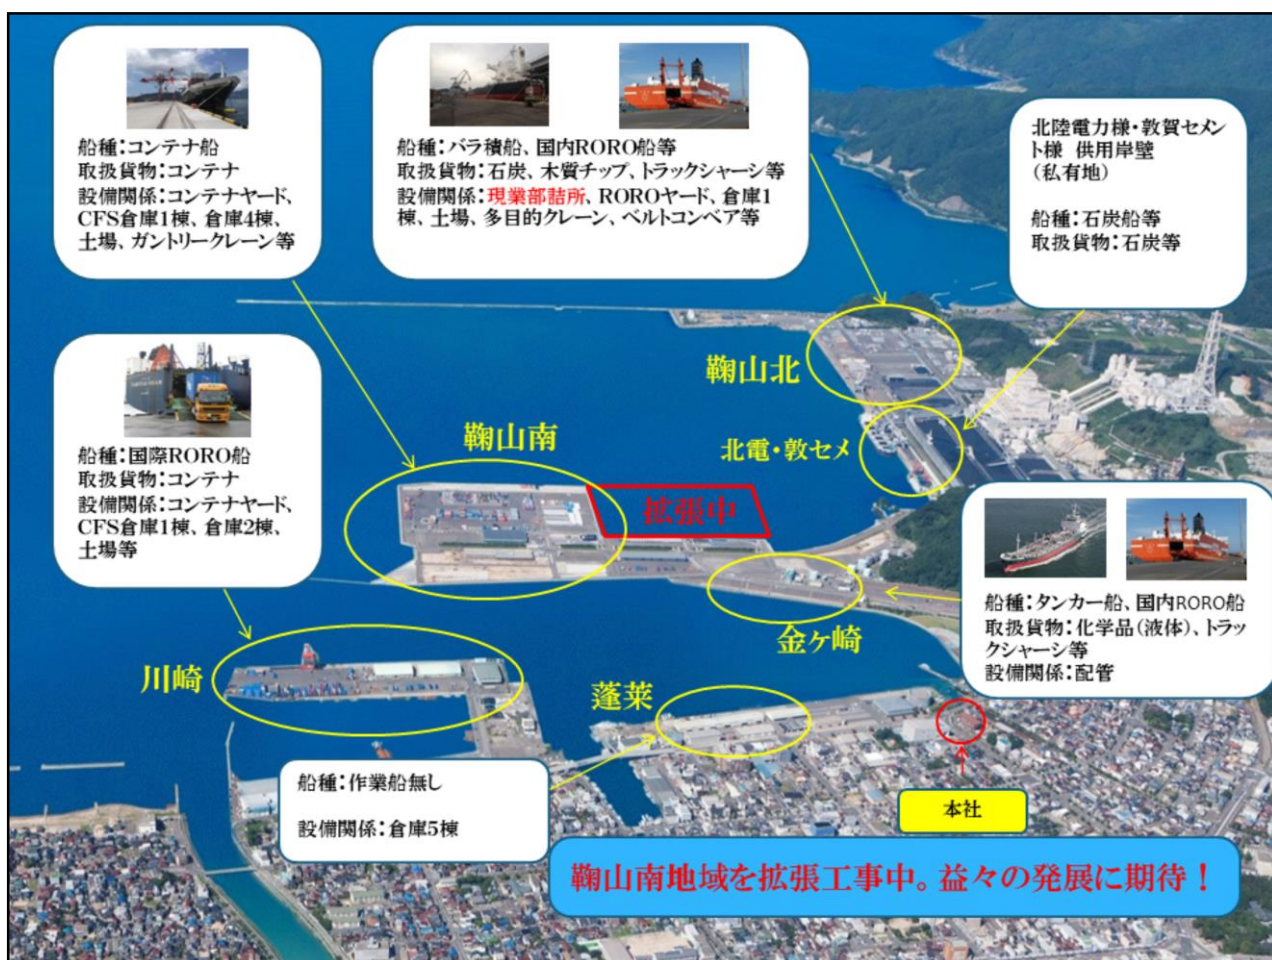 船種：コンテナ船
取扱貨物：コンテナ
設備関係：コンテナヤード、
CFS倉庫1棟、倉庫4棟、
土場、ガントリークレーン等
船種：バラ積船、国内RORO船等
取扱貨物：石炭、木質チップ、トラックシャーシ等
設備関係：現業部詰所、ROROヤード、倉庫1
棟、土場、多目的クレーン、ベルトコンベア等
北陸電力様・敦賀セメン
ト様 供用岸壁
（私有地）
船種：石炭船等
取扱貨物：石炭等
鞠山北
船種：国際RORO船
取扱貨物：コンテナ
設備関係：コンテナヤード、
CFS倉庫1棟、倉庫2棟、
土場等
鞠山南
北電・敦セメ
拡張中
船種：タンカー船、国内RORO船
取扱貨物：化学品（液体）、トラッ
クシャーシ等
設備関係：配管
金ヶ崎
川崎
蓬莱
船種：作業船無し
設備関係：倉庫5棟
本社
鞠山南地域を拡張工事中。益々の発展に期待！